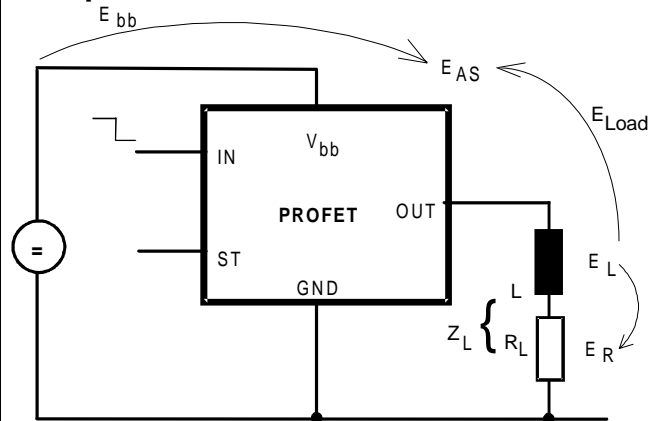 E bb
E AS
E Load
V bb
IN
PROFET
OUT
=
ST
E L
GND
L
Z L { R L
E R